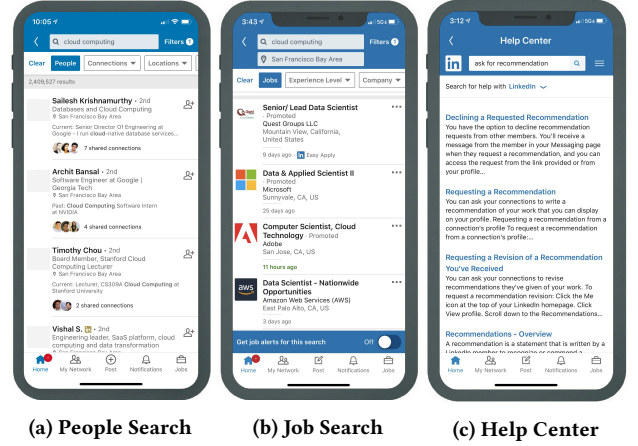 10:05
cloud computing
Filters 1
Clear People Connections Locations
2,409,527 results
Sailesh Krishnamurthy • 2nd
Databases and Cloud Computing
San Francisco Bay Area
Current: Senior Director Of Engineering at
Google - I run cloud-native database services...
7 shared connections
Archit Bansal • 2nd
Software Engineer at Google |
Georgia Tech
San Francisco Bay Area
Past: Cloud Computing Software Intern
at NVIDIA
4 shared connections
Timothy Chou • 2nd
Board Member, Stanford Cloud
Computing Lecturer
San Francisco Bay Area
Current: Lecturer, CS309A Cloud Computing at
Stanford University
2 shared connections
Vishal S. in • 2nd
Engineering leader, SaaS platform, cloud
computing and data transformation
San Francisco Bay Area
Home My Network Post Notifications Jobs
(a) People Search
3:43
5G
cloud computing
Filters 1
San Francisco Bay Area
Clear Jobs Experience Level Company
Quest
Senior/ Lead Data Scientist
· Promoted
Quest Groups LLC
Mountain View, California,
United States
9 days ago · in Easy Apply
Data & Applied Scientist II
· Promoted
Microsoft
Sunnyvale, CA, US
25 days ago
Computer Scientist, Cloud
Technology · Promoted
Adobe
San Jose, CA, US
11 hours ago
aws
Data Scientist - Nationwide
Opportunities
Amazon Web Services (AWS)
East Palo Alto, CA, US
3 days ago
Get job alerts for this search Off
Home My Network Post Notifications Jobs
(b) Job Search
3:12
5G
Help Center
in
ask for recommendation
Search for help with LinkedIn
Declining a Requested Recommendation
You have the option to decline recommendation
requests from other members. You'll receive a
message from the member in your Messaging page
when they request a recommendation, and you can
access the request from the link provided or from
your profile...
Requesting a Recommendation
You can ask your connections to write a
recommendation of your work that you can display
on your profile. Requesting a recommendation from a
connection's profile: To request a recommendation
from a connection's profile:...
Requesting a Revision of a Recommendation
You've Received
You can ask your connections to revise
recommendations they've given of your work. To
request a recommendation revision: Click the Me
icon at the top of your LinkedIn homepage. Click
View profile. Scroll down to the Recommendations...
Recommendations - Overview
A recommendation is a statement that is written by a
LinkedIn member to recognize or commend a
Home My Network Post Notifications Jobs
(c) Help Center